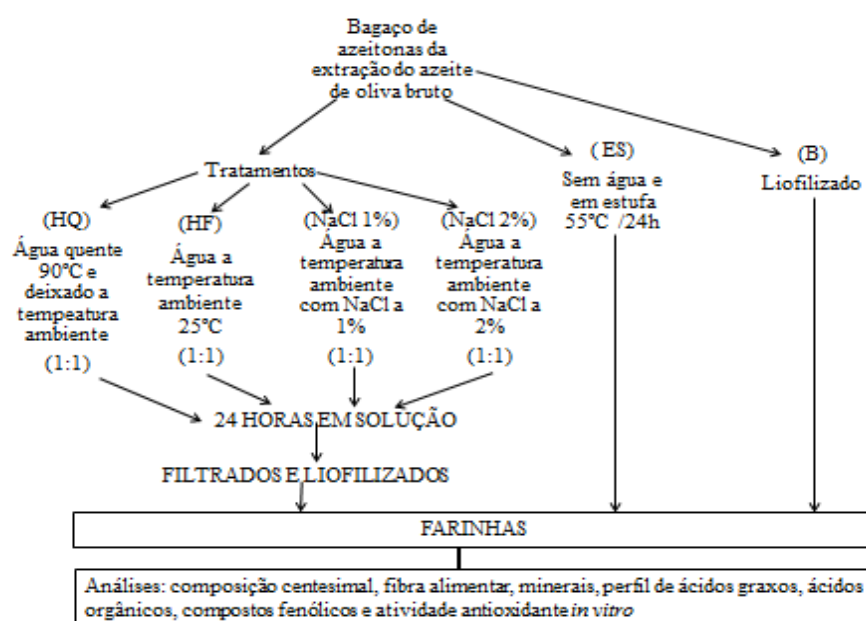 Bagaço de
azeitonas da
extração do azeite
de oliva bruto
Tratamentos
(ES)
Sem água e
em estufa
55°C /24h
(B)
Liofilizado
(HQ)
Água quente
90°C e
deixado a
tempeatura
ambiente
(1:1)
(HF)
Água a
temperatura
ambiente
25°C
(1:1)
(NaCl 1%)
Água a
temperatura
ambiente
com NaCl a
1%
(1:1)
(NaCl 2%)
Água a
temperatura
ambiente
com NaCl a
2%
(1:1)
24 HORAS EM SOLUÇÃO
FILTRADOS E LIOFILIZADOS
FARINHAS
Análises: composição centesimal, fibra alimentar, minerais, perfil de ácidos graxos, ácidos
orgânicos, compostos fenólicos e atividade antioxidante in vitro